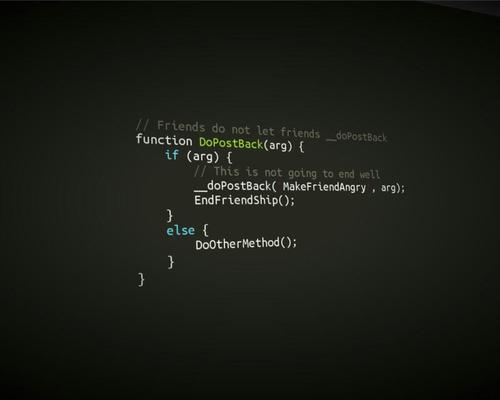 // Friends do not let friends __doPostBack
function DoPostBack(arg) {
if (arg) {
// This is not going to end well
__doPostBack( MakeFriendAngry , arg);
EndFriendShip();
}
else {
DoOtherMethod();
}
}